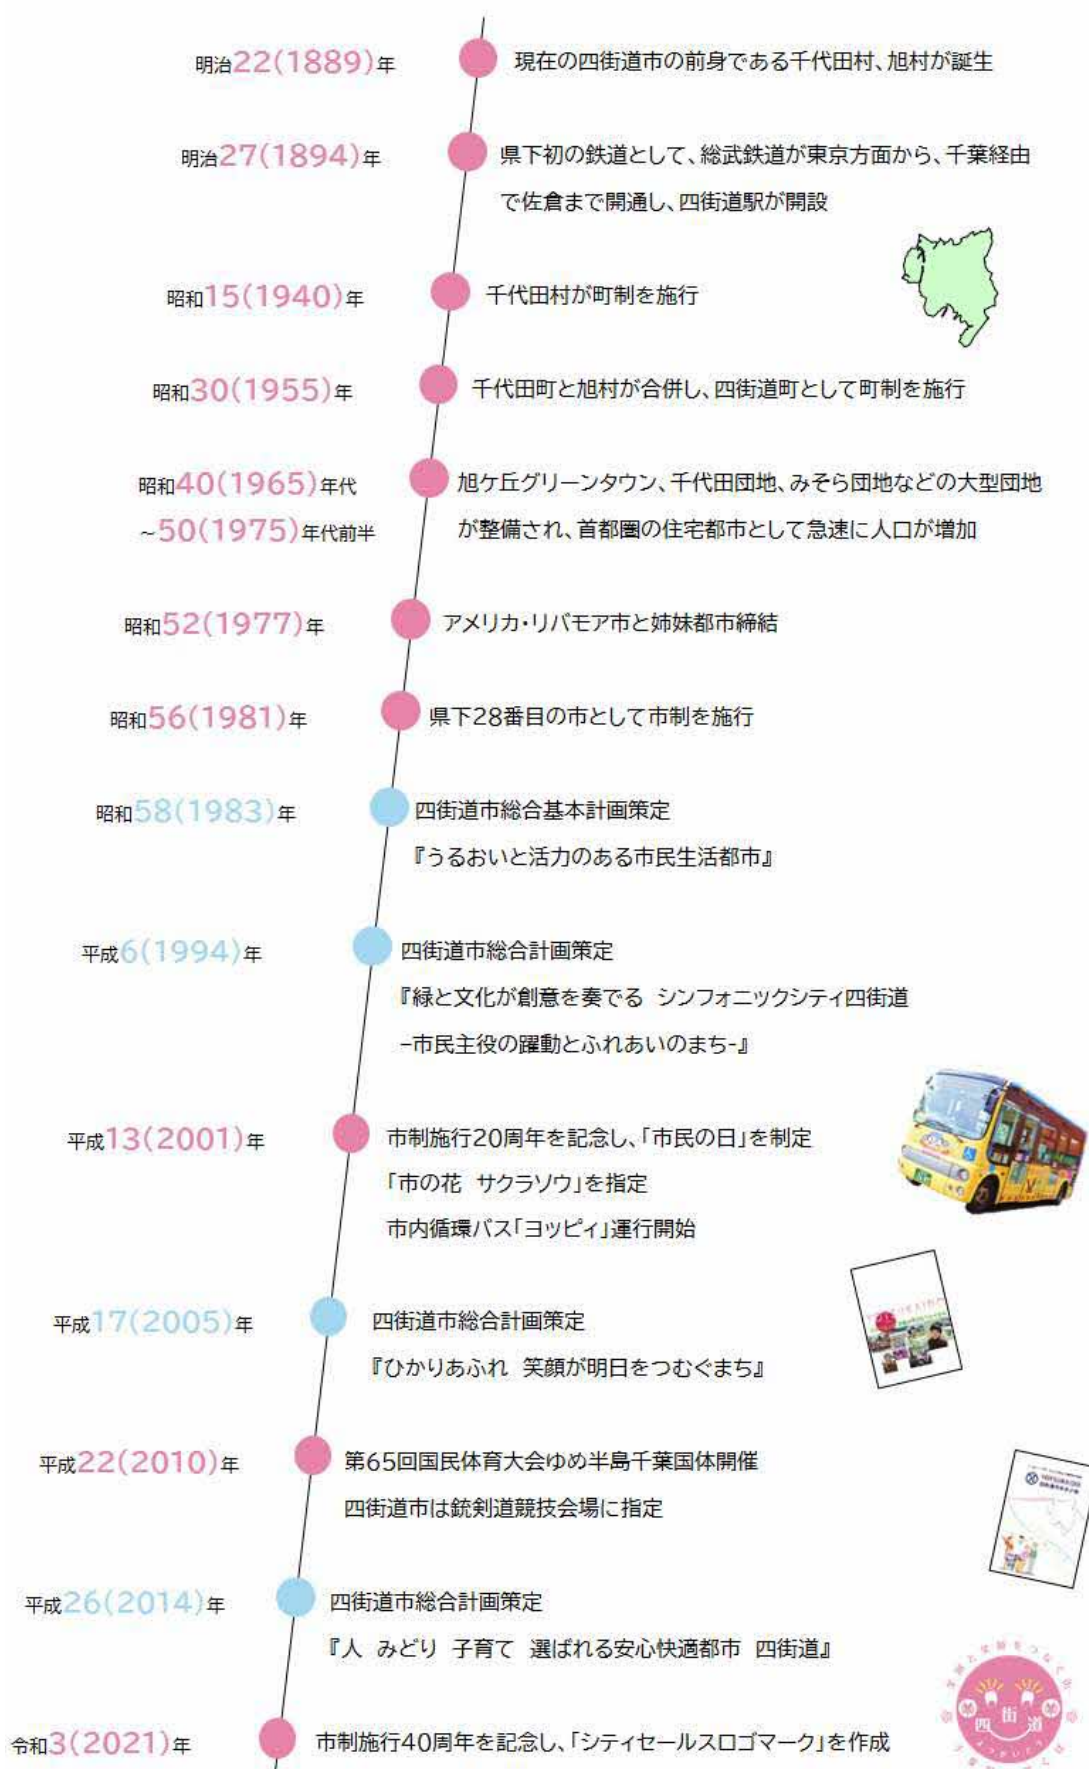 明治22(1889)年
現在の四街道市の前身である千代田村、旭村が誕生
明治27(1894)年
県下初の鉄道として、総武鉄道が東京方面から、千葉経由
で佐倉まで開通し、四街道駅が開設
昭和15(1940)年
千代田村が町制を施行
昭和30(1955)年
千代田町と旭村が合併し、四街道町として町制を施行
昭和40(1965)年代
～50(1975)年代前半
旭ケ丘グリーンタウン、千代田団地、みそら団地などの大型団地
が整備され、首都圏の住宅都市として急速に人口が増加
昭和52(1977)年
アメリカ・リバモア市と姉妹都市締結
昭和56(1981)年
県下28番目の市として市制を施行
昭和58(1983)年
四街道市総合基本計画策定
『うるおいと活力のある市民生活都市』
平成6(1994)年
四街道市総合計画策定
『緑と文化が創意を奏でる シンフォニックシティ四街道
–市民主役の躍動とふれあいのまち-』
平成13(2001)年
市制施行20周年を記念し、「市民の日」を制定
「市の花 サクラソウ」を指定
市内循環バス「ヨッピィ」運行開始
平成17(2005)年
四街道市総合計画策定
『ひかりあふれ 笑顔が明日をつむぐまち』
平成22(2010)年
第65回国民体育大会ゆめ半島千葉国体開催
四街道市は銃剣道競技会場に指定
平成26(2014)年
四街道市総合計画策定
『人 みどり 子育て 選ばれる安心快適都市 四街道』
令和3(2021)年
市制施行40周年を記念し、「シティセールスロゴマーク」を作成
四街道